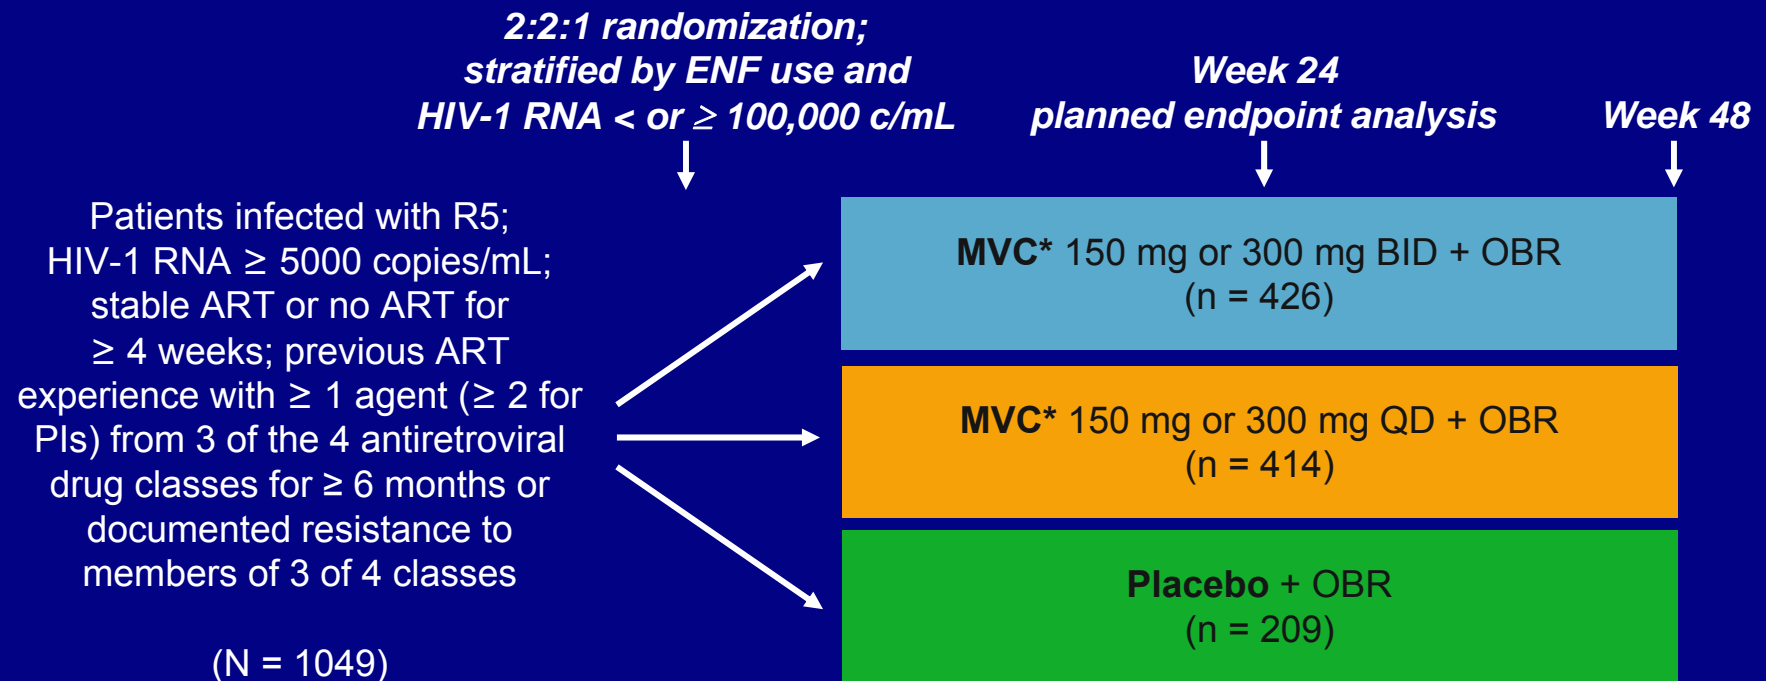 2:2:1 randomization;
stratified by ENF use and
HIV-1 RNA < or ≥ 100,000 c/mL
Week 24
planned endpoint analysis
Week 48
Patients infected with R5;
HIV-1 RNA ≥ 5000 copies/mL;
stable ART or no ART for
≥ 4 weeks; previous ART
experience with ≥ 1 agent (≥ 2 for
PIs) from 3 of the 4 antiretroviral
drug classes for ≥ 6 months or
documented resistance to
members of 3 of 4 classes
(N = 1049)
MVC* 150 mg or 300 mg BID + OBR
(n = 426)
MVC* 150 mg or 300 mg QD + OBR
(n = 414)
Placebo + OBR
(n = 209)